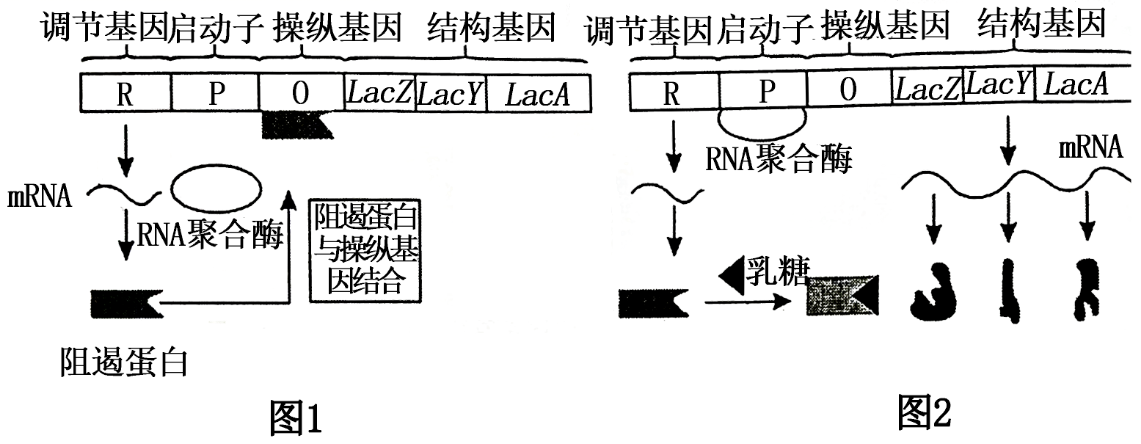 调节基因 启动子 操纵基因 结构基因
R P O LacZ LacY LacA
mRNA
RNA聚合酶
阻遏蛋白
与操纵基
因结合
阻遏蛋白
图1
调节基因 启动子 操纵基因 结构基因
R P O LacZ LacY LacA
RNA聚合酶
mRNA
乳糖
图2